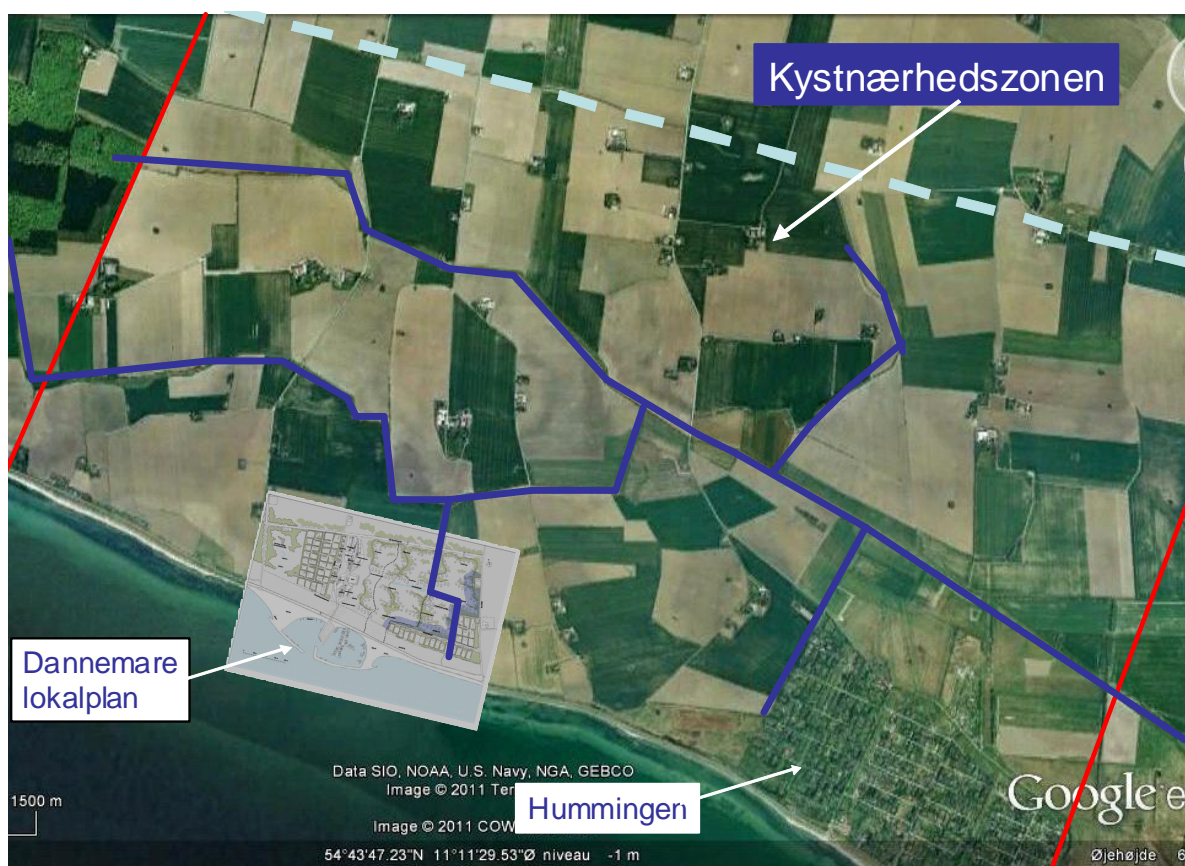 Kystnærhedszonen
Dannemare
lokalplan
Data SIO, NOAA, U.S. Navy, NGA, GEBCO
Image © 2011 Ter
Hummingen
Image © 2011 COW
Google e
1500 m
54°43'47.23"N 11°11'29.53"Ø niveau -1 m
Øjehøjde 6